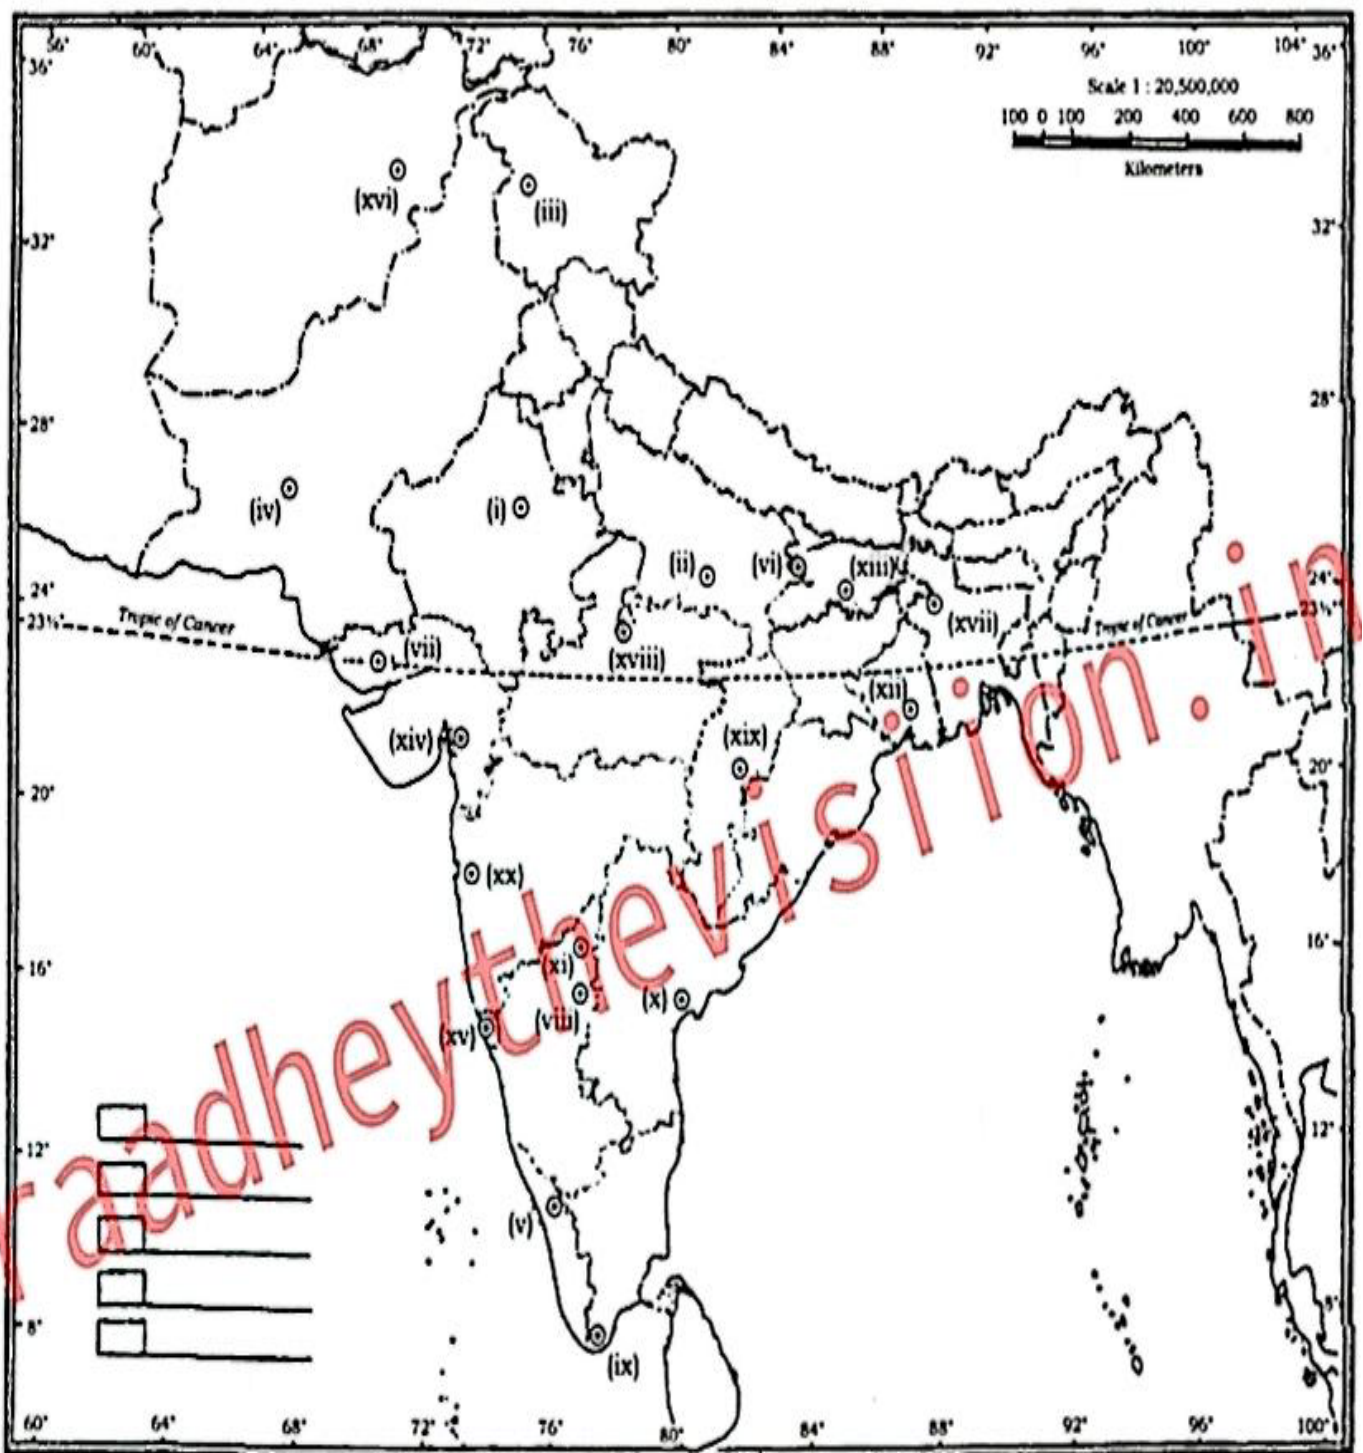 56° 60° 64° 68° 72° 76° 80° 84° 88° 92° 96° 100° 104° 36°
36°
Scale 1 : 20,500,000
100 0 100 200 400 600 800
Kilometers
(xvi)
(iii)
32° 32°
28° 28°
(iv)
(i)
(ii)
(vi)
(xiii)
24° 24°
23½° 23½°
Tropic of Cancer
Tropic of Cancer
(xvii)
(vii)
(xviii)
(xii)
(xiv)
(xix)
20° 20°
(xx)
16° 16°
(xi)
(x)
(viii)
(xv)
raadheythevisiion.in
12° 12°
(v)
8° 8°
(ix)
60° 64° 68° 72° 76° 80° 84° 88° 92° 96° 100°